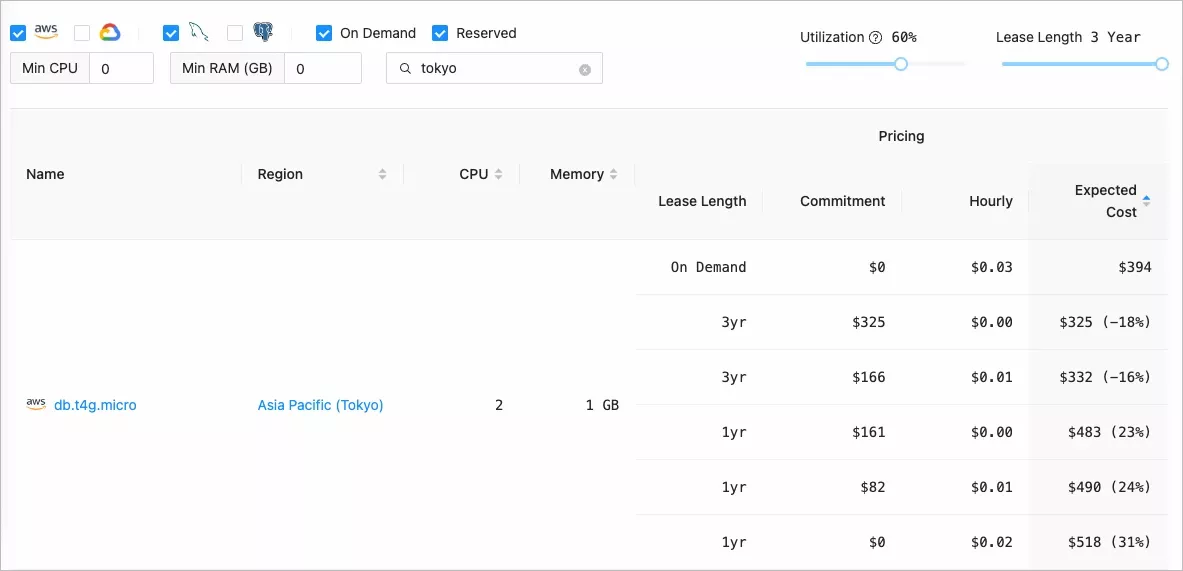 aws On Demand Reserved Utilization 60% Lease Length 3 Year
Min CPU 0 Min RAM (GB) 0 tokyo
Pricing
Name Region CPU Memory
Lease Length Commitment Hourly Expected Cost
On Demand $0 $0.03 $394
3yr $325 $0.00 $325 (-18%)
3yr $166 $0.01 $332 (-16%)
aws db.t4g.micro Asia Pacific (Tokyo) 2 1 GB
1yr $161 $0.00 $483 (23%)
1yr $82 $0.01 $490 (24%)
1yr $0 $0.02 $518 (31%)